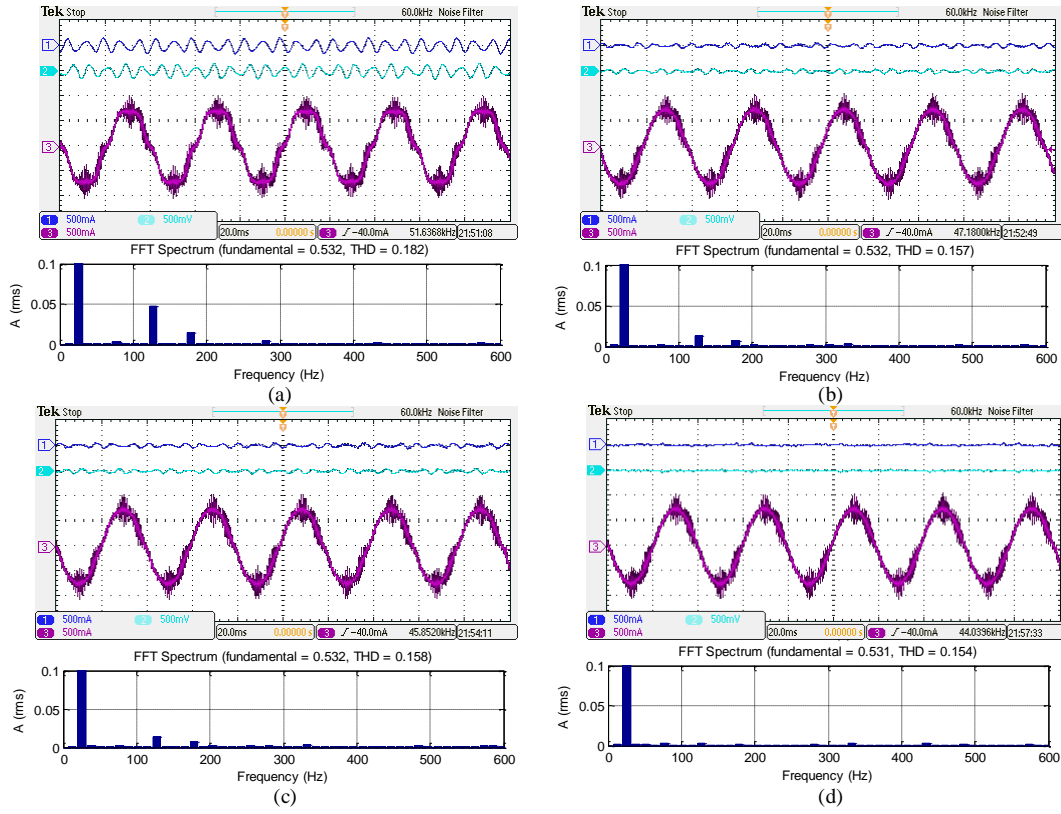 Tek Stop 60.0kHz Noise Filter
1
2
3
1 500mA 2 500mV
3 500mA 20.0ms 0.00000 s 3 −40.0mA 51.6368kHz 21:51:08
FFT Spectrum (fundamental = 0.532, THD = 0.182)
0.1
0.05
0
A (rms)
0 100 200 300 400 500 600
Frequency (Hz)
(a)
Tek Stop 60.0kHz Noise Filter
1
2
3
1 500mA 2 500mV
3 500mA 20.0ms 0.00000 s 3 −40.0mA 47.1800kHz 21:52:49
FFT Spectrum (fundamental = 0.532, THD = 0.157)
0.1
0.05
0
A (rms)
0 100 200 300 400 500 600
Frequency (Hz)
(b)
Tek Stop 60.0kHz Noise Filter
1
2
3
1 500mA 2 500mV
3 500mA 20.0ms 0.00000 s 3 −40.0mA 45.8520kHz 21:54:11
FFT Spectrum (fundamental = 0.532, THD = 0.158)
0.1
0.05
0
A (rms)
0 100 200 300 400 500 600
Frequency (Hz)
(c)
Tek Stop 60.0kHz Noise Filter
1
2
3
1 500mA 2 500mV
3 500mA 20.0ms 0.00000 s 3 −40.0mA 44.0396kHz 21:57:33
FFT Spectrum (fundamental = 0.531, THD = 0.154)
0.1
0.05
0
A (rms)
0 100 200 300 400 500 600
Frequency (Hz)
(d)